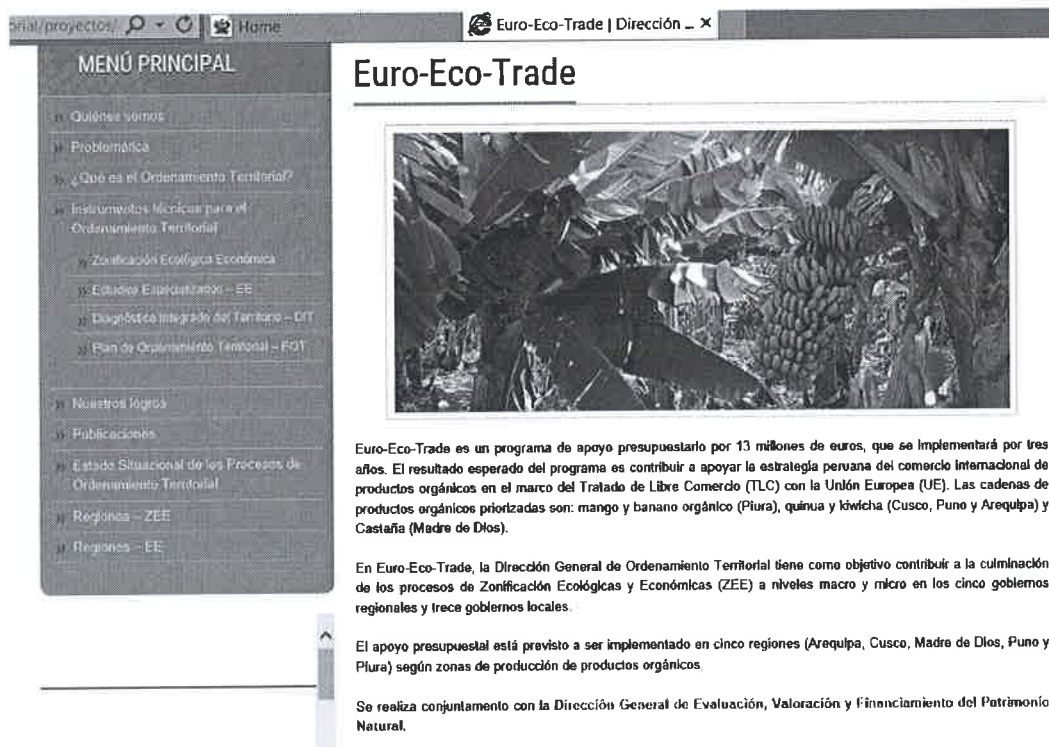 orial/proyectos/
Home
Euro-Eco-Trade | Dirección ...
MENÚ PRINCIPAL
Quiénes somos
Problemática
¿Qué es el Ordenamiento Territorial?
Instrumentos técnicos para el
Ordenamiento Territorial
Zonificación Ecológica Económica
Estudios Especializados – EE
Diagnóstico Integrado del Territorio – DIT
Plan de Ordenamiento Territorial – POT
Nuestros logros
Publicaciones
Estado Situacional de los Procesos de
Ordenamiento Territorial
Regiones – ZEE
Regiones – EE
Euro-Eco-Trade
Euro-Eco-Trade es un programa de apoyo presupuestario por 13 millones de euros, que se implementará por tres
años. El resultado esperado del programa es contribuir a apoyar la estrategia peruana del comercio internacional de
productos orgánicos en el marco del Tratado de Libre Comercio (TLC) con la Unión Europea (UE). Las cadenas de
productos orgánicos priorizadas son: mango y banano orgánico (Piura), quinua y kiwicha (Cusco, Puno y Arequipa) y
Castaña (Madre de Dios).
En Euro-Eco-Trade, la Dirección General de Ordenamiento Territorial tiene como objetivo contribuir a la culminación
de los procesos de Zonificación Ecológicas y Económicas (ZEE) a niveles macro y micro en los cinco gobiernos
regionales y trece gobiernos locales.
El apoyo presupuestal está previsto a ser implementado en cinco regiones (Arequipa, Cusco, Madre de Dios, Puno y
Piura) según zonas de producción de productos orgánicos.
Se realiza conjuntamento con la Dirección General de Evaluación, Valoración y Financiamiento del Patrimonio
Natural.